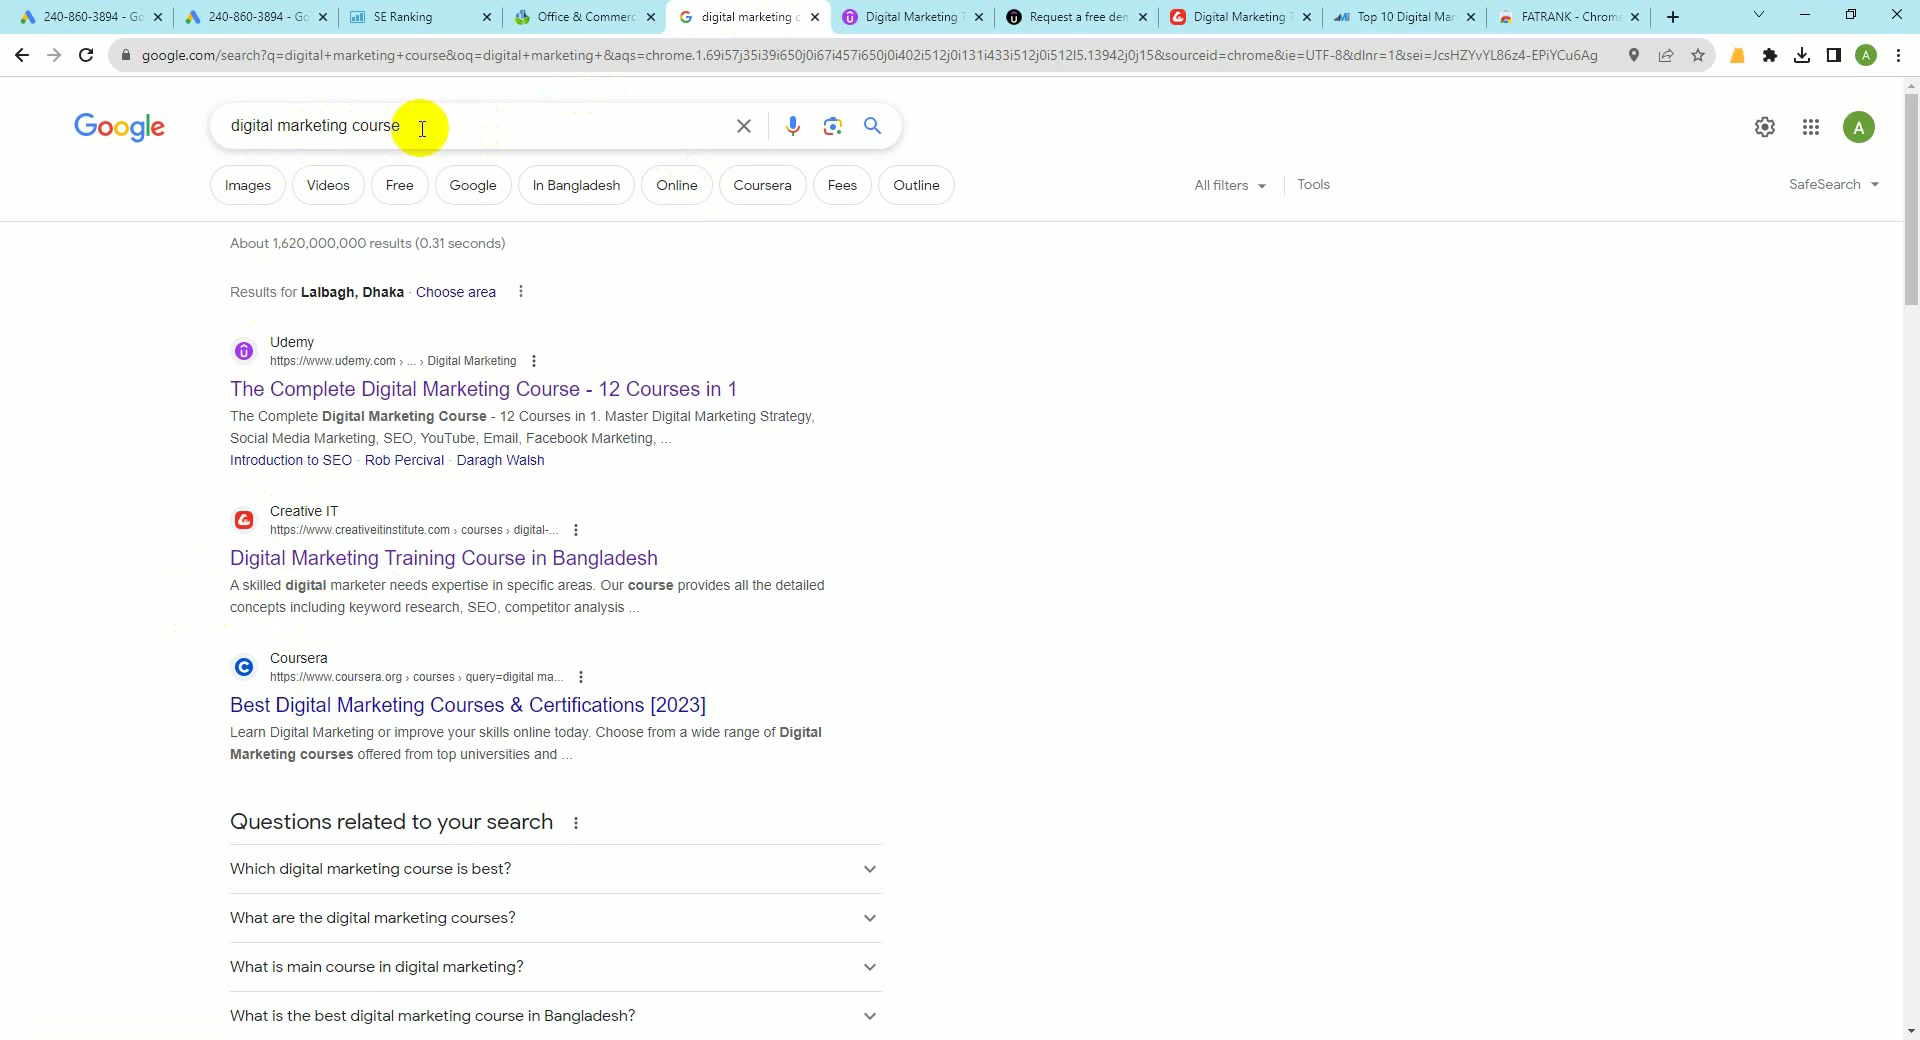 240-860-3894 - Go
240-860-3894 - Go
SE Ranking
Office & Commerc
digital marketing c
Digital Marketing T
Request a free den
Digital Marketing T
Top 10 Digital Mar
FATRANK - Chrome
google.com/search?q=digital+marketing+course&oq=digital+marketing+&aqs=chrome.1.69i57j35i39i650j0i67i457i650j0i402i512j0i131i433i512j0i512l5.13942j0j15&sourceid=chrome&ie=UTF-8&dlnr=1&sei=JcsHZYvYL86z4-EPiYCu6Ag
A
Google
digital marketing course
A
Images
Videos
Free
Google
In Bangladesh
Online
Coursera
Fees
Outline
All filters
Tools
SafeSearch
About 1,620,000,000 results (0.31 seconds)
Results for Lalbagh, Dhaka · Choose area
Udemy
https://www.udemy.com › ... › Digital Marketing
The Complete Digital Marketing Course - 12 Courses in 1
The Complete Digital Marketing Course - 12 Courses in 1. Master Digital Marketing Strategy,
Social Media Marketing, SEO, YouTube, Email, Facebook Marketing, ...
Introduction to SEO · Rob Percival · Daragh Walsh
Creative IT
https://www.creativeitinstitute.com › courses › digital-...
Digital Marketing Training Course in Bangladesh
A skilled digital marketer needs expertise in specific areas. Our course provides all the detailed
concepts including keyword research, SEO, competitor analysis ...
Coursera
https://www.coursera.org › courses › query=digital ma...
Best Digital Marketing Courses & Certifications [2023]
Learn Digital Marketing or improve your skills online today. Choose from a wide range of Digital
Marketing courses offered from top universities and ...
Questions related to your search
Which digital marketing course is best?
What are the digital marketing courses?
What is main course in digital marketing?
What is the best digital marketing course in Bangladesh?